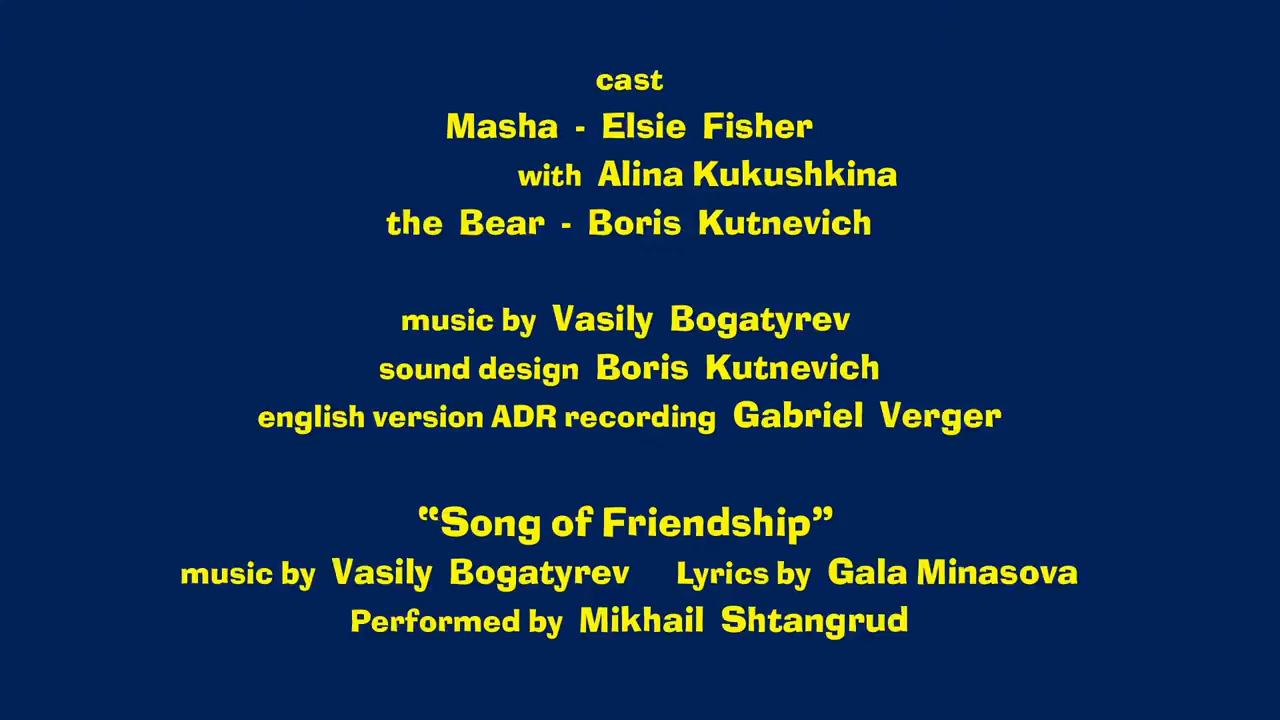 cast
Masha - Elsie Fisher
with Alina Kukushkina
the Bear - Boris Kutnevich
music by Vasily Bogatyrev
sound design Boris Kutnevich
english version ADR recording Gabriel Verger
“Song of Friendship”
music by Vasily Bogatyrev Lyrics by Gala Minasova
Performed by Mikhail Shtangrud